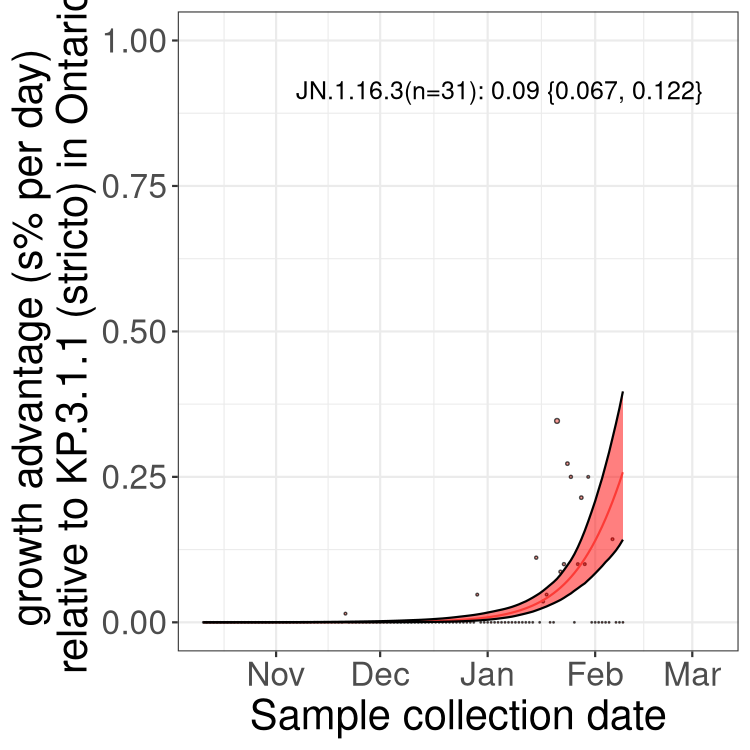 growth advantage (s% per day)
relative to KP.3.1.1 (stricto) in Ontario
1.00
0.75
0.50
0.25
0.00
JN.1.16.3(n=31): 0.09 {0.067, 0.122}
Nov Dec Jan Feb Mar
Sample collection date